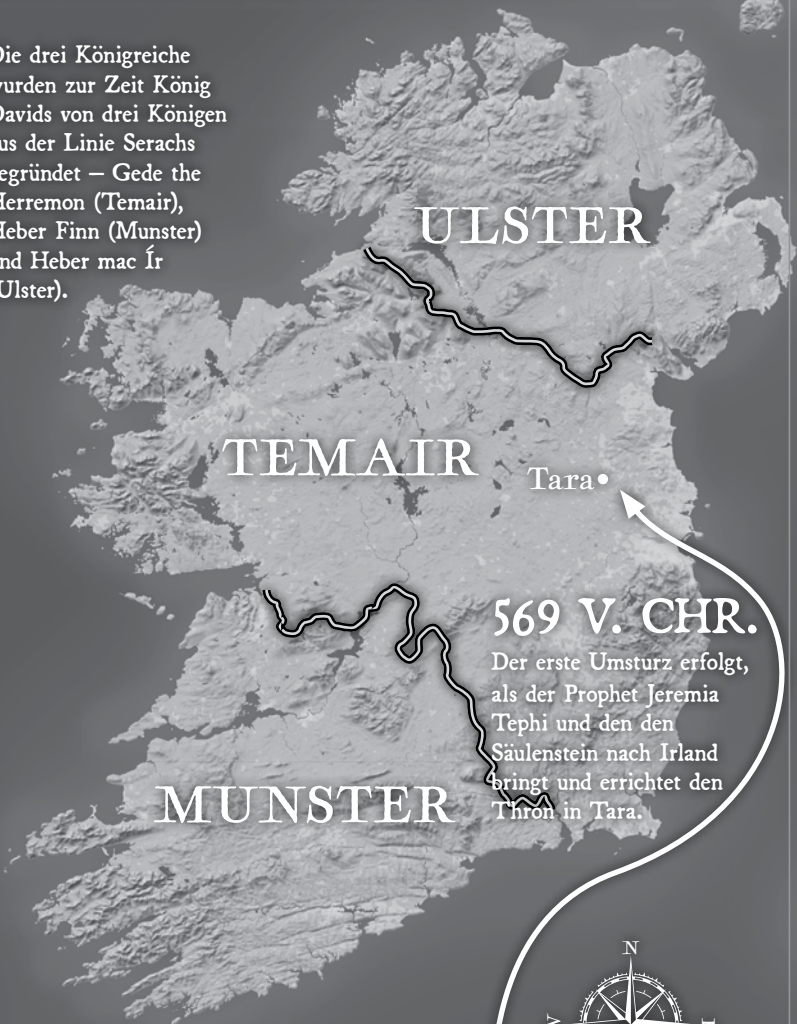 Die drei Königreiche
wurden zur Zeit König
Davids von drei Königen
aus der Linie Serachs
gegründet – Gede the
Herremon (Temair),
Heber Finn (Munster)
und Heber mac Ír
(Ulster).
ULSTER
TEMAIR
Tara
569 V. CHR.
Der erste Umsturz erfolgt,
als der Prophet Jeremia
Tephi und den den
Säulenstein nach Irland
bringt und errichtet den
Thron in Tara.
MUNSTER
N